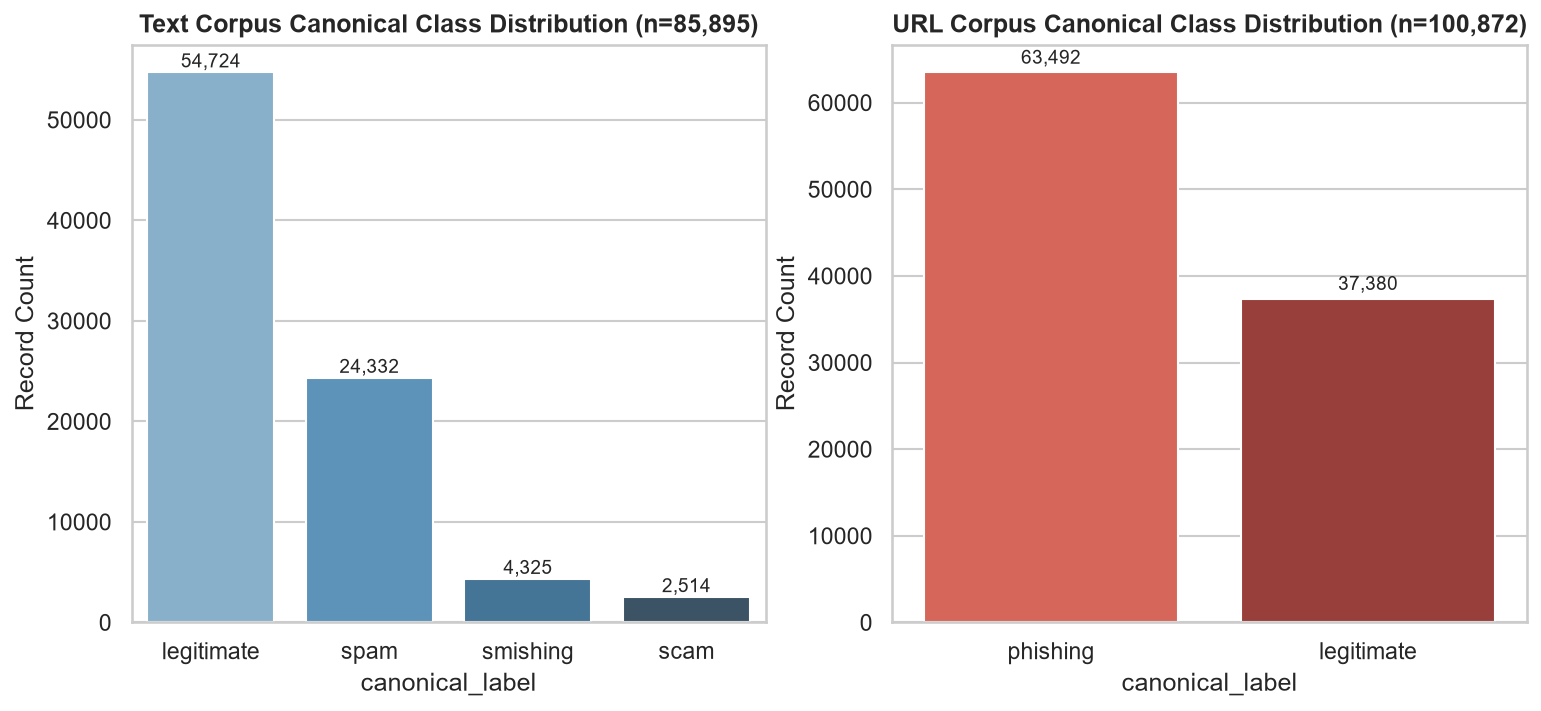 Text Corpus Canonical Class Distribution (n=85,895)
54,724
24,332
4,325
2,514
50000
40000
30000
20000
10000
0
Record Count
legitimate spam smishing scam
canonical_label
URL Corpus Canonical Class Distribution (n=100,872)
63,492
37,380
60000
50000
40000
30000
20000
10000
0
Record Count
phishing legitimate
canonical_label